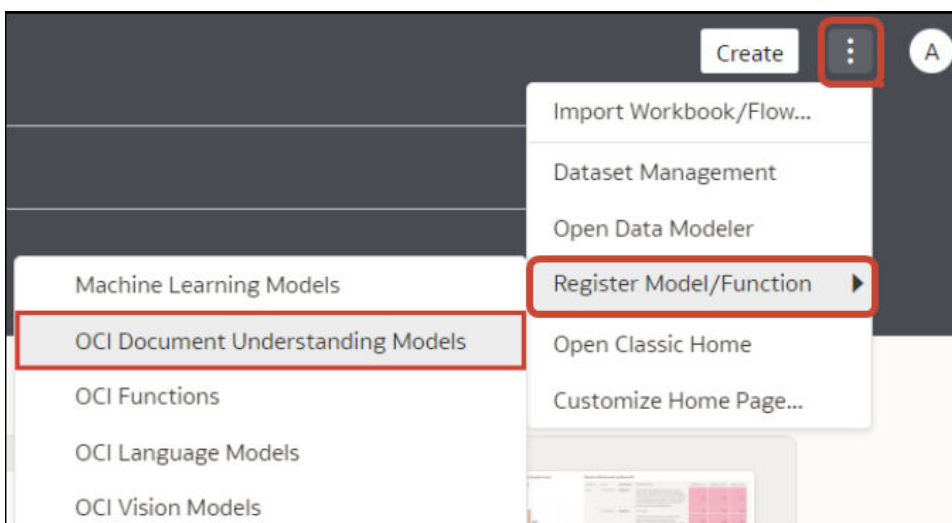 Create
A
Import Workbook/Flow...
Dataset Management
Open Data Modeler
Register Model/Function
Open Classic Home
Customize Home Page...
Machine Learning Models
OCI Document Understanding Models
OCI Functions
OCI Language Models
OCI Vision Models